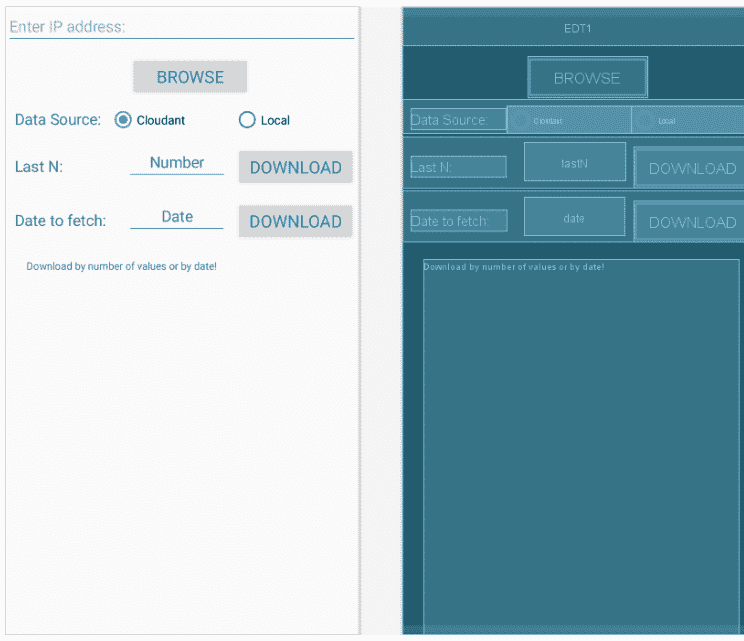 Enter IP address:
BROWSE
Data Source: Cloudant Local
Last N: Number DOWNLOAD
Date to fetch: Date DOWNLOAD
Download by number of values or by date!
EDT1
BROWSE
Data Source: Cloudant Local
Last N: lastN DOWNLOAD
Date to fetch: date DOWNLOAD
Download by number of values or by date!